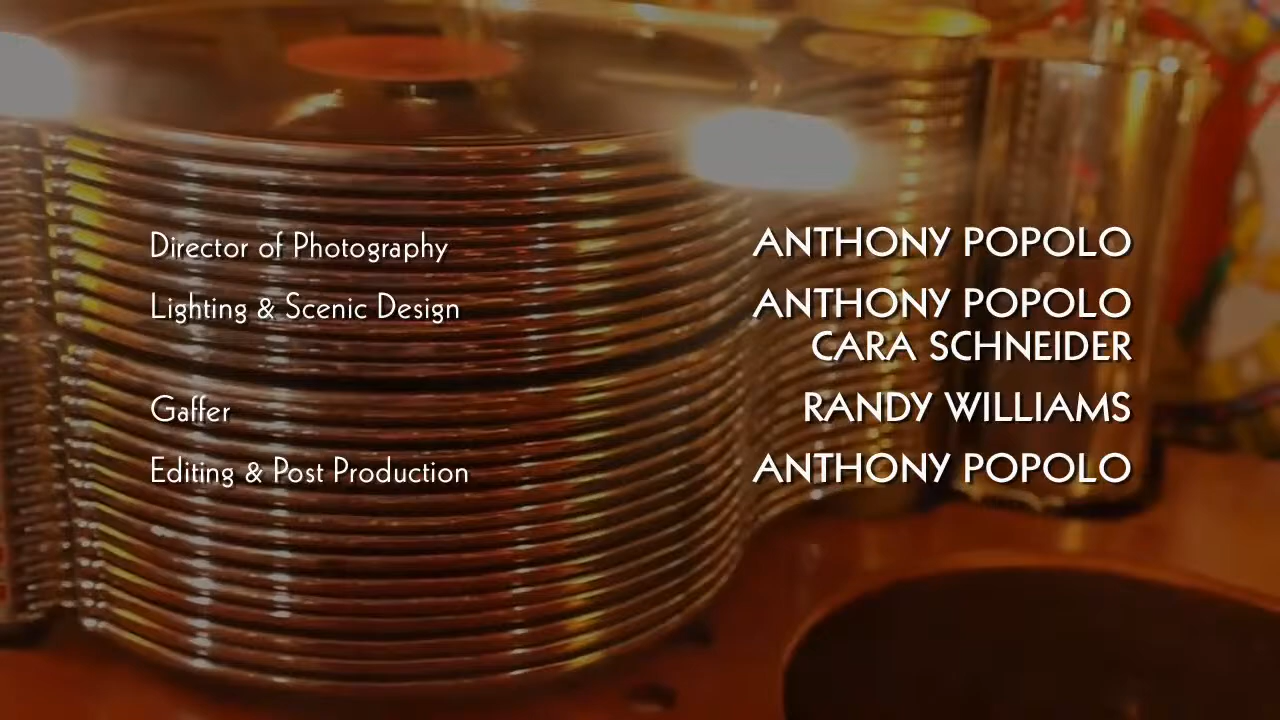 Director of Photography ANTHONY POPOLO
Lighting & Scenic Design ANTHONY POPOLO
CARA SCHNEIDER
Gaffer RANDY WILLIAMS
Editing & Post Production ANTHONY POPOLO